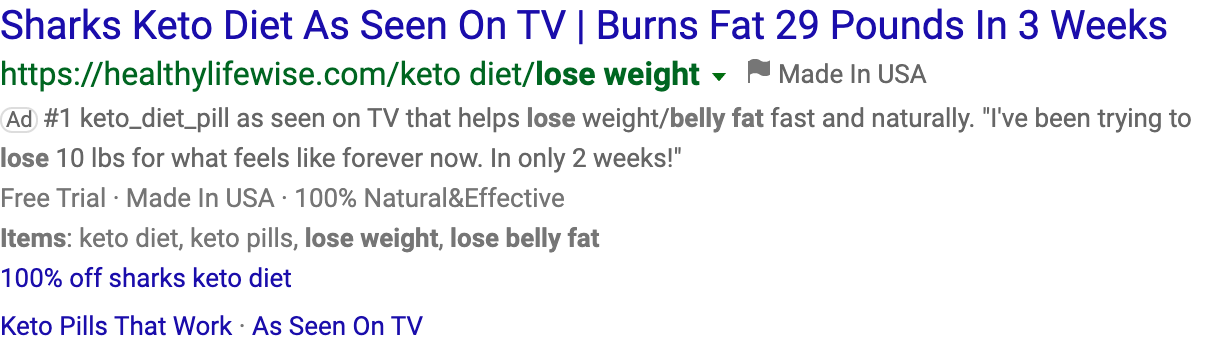 Sharks Keto Diet As Seen On TV | Burns Fat 29 Pounds In 3 Weeks
https://healthylifewise.com/keto diet/lose weight Made In USA
Ad #1 keto_diet_pill as seen on TV that helps lose weight/belly fat fast and naturally. "I've been trying to
lose 10 lbs for what feels like forever now. In only 2 weeks!"
Free Trial · Made In USA · 100% Natural&Effective
Items: keto diet, keto pills, lose weight, lose belly fat
100% off sharks keto diet
Keto Pills That Work · As Seen On TV